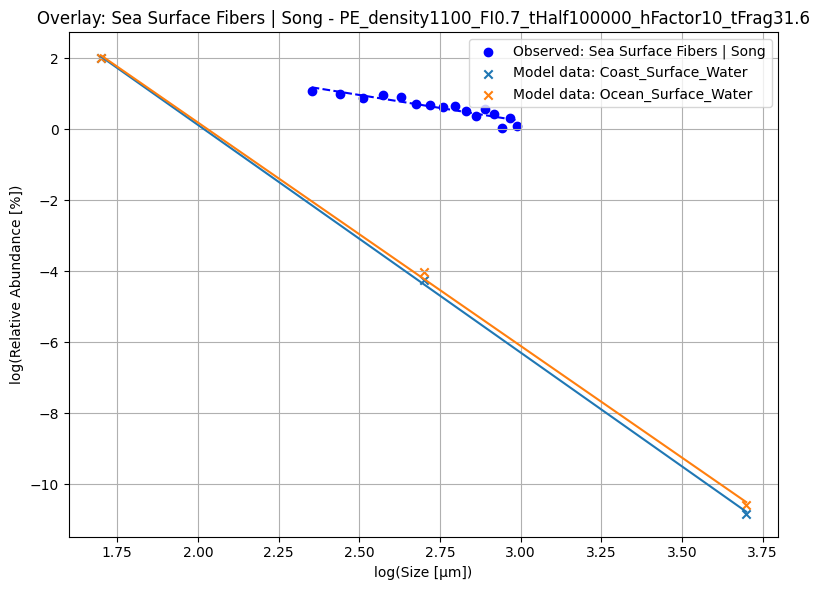 Overlay: Sea Surface Fibers | Song - PE_density1100_FI0.7_tHalf100000_hFactor10_tFrag31.6
Observed: Sea Surface Fibers | Song
Model data: Coast_Surface_Water
Model data: Ocean_Surface_Water
log(Relative Abundance [%])
2
0
−2
−4
−6
−8
−10
1.75 2.00 2.25 2.50 2.75 3.00 3.25 3.50 3.75
log(Size [µm])